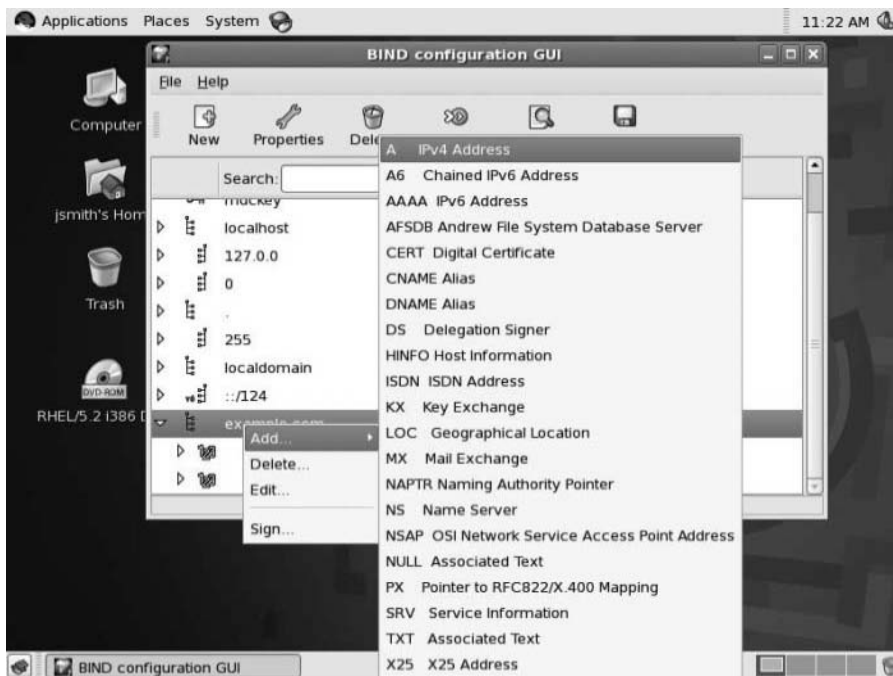 Applications Places System
11:22 AM
BIND configuration GUI
File Help
New Properties
Search:
localhost
127.0.0
0
.
255
localdomain
::/124
Add...
Delete...
Edit...
Sign...
A IPv4 Address
A6 Chained IPv6 Address
AAAA IPv6 Address
AFSDB Andrew File System Database Server
CERT Digital Certificate
CNAME Alias
DNAME Alias
DS Delegation Signer
HINFO Host Information
ISDN ISDN Address
KX Key Exchange
LOC Geographical Location
MX Mail Exchange
NAPTR Naming Authority Pointer
NS Name Server
NSAP OSI Network Service Access Point Address
NULL Associated Text
PX Pointer to RFC822/X.400 Mapping
SRV Service Information
TXT Associated Text
X25 X25 Address
Computer
jsmith's Hom
Trash
DVD-ROM
RHEL/5.2 i386
BIND configuration GUI